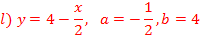 l) y = 4 − x/2,   a = −1/2, b = 4